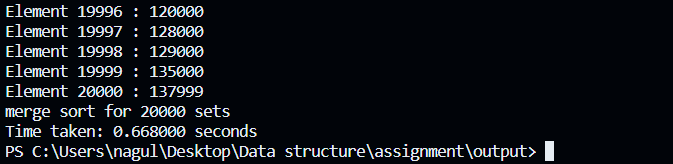 Element 19996 : 120000
Element 19997 : 128000
Element 19998 : 129000
Element 19999 : 135000
Element 20000 : 137999
merge sort for 20000 sets
Time taken: 0.668000 seconds
PS C:\Users\nagul\Desktop\Data structure\assignment\output>